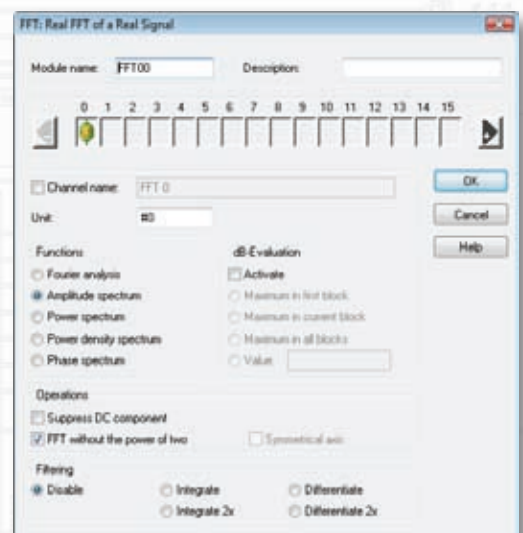 FFT: Real FFT of a Real Signal
Module name: FFT00 Description:
0 1 2 3 4 5 6 7 8 9 10 11 12 13 14 15
Channel name: FFT 0
OK
Unit: #0
Cancel
Functions dB-Evaluation
Help
Fourier analysis Activate
Amplitude spectrum Maximum in first block
Power spectrum Maximum in current block
Power density spectrum Maximum in all blocks
Phase spectrum Value:
Operations
Suppress DC component
FFT without the power of two Symmetrical axis
Filtering
Disable Integrate Differentiate
Integrate 2x Differentiate 2x